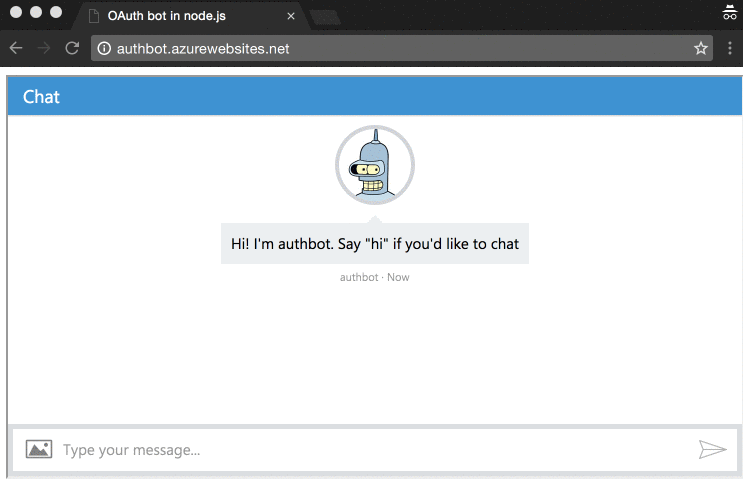 OAuth bot in node.js
authbot.azurewebsites.net
Chat
Hi! I'm authbot. Say "hi" if you'd like to chat
authbot · Now
Type your message...